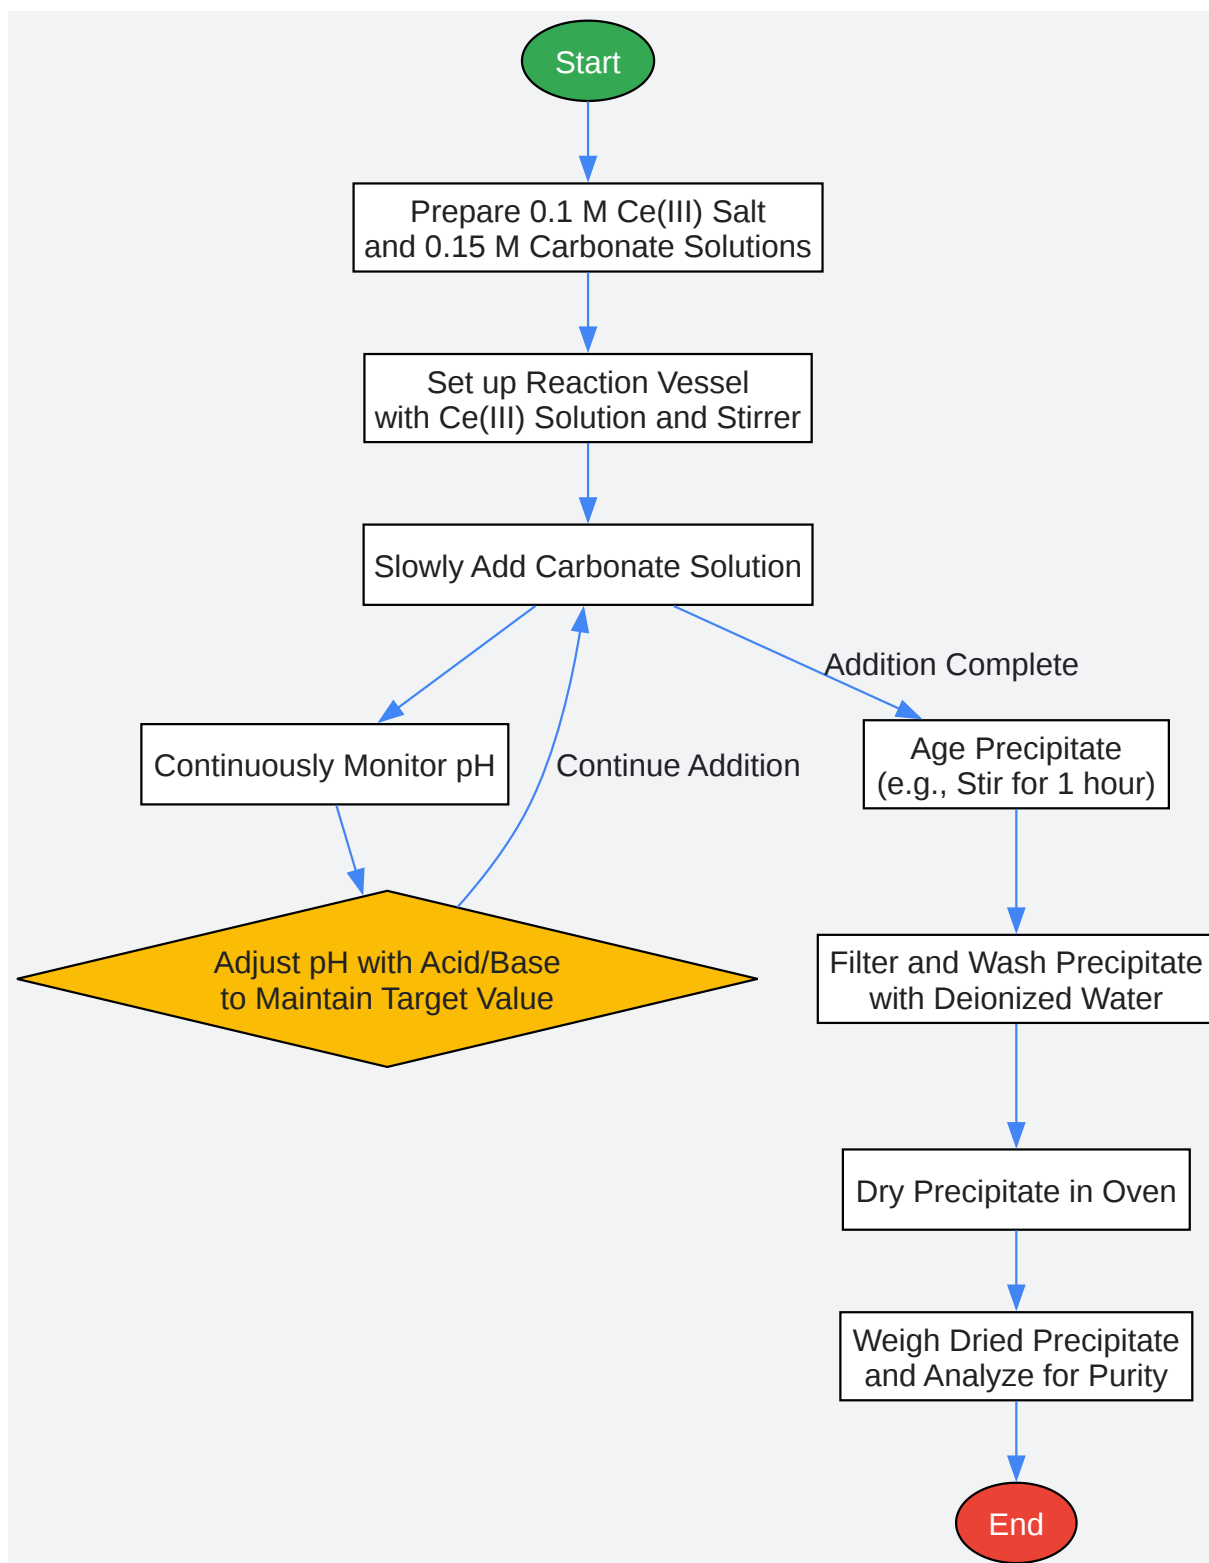 Start
Prepare 0.1 M Ce(III) Salt
and 0.15 M Carbonate Solutions
Set up Reaction Vessel
with Ce(III) Solution and Stirrer
Slowly Add Carbonate Solution
Addition Complete
Continuously Monitor pH
Continue Addition
Age Precipitate
(e.g., Stir for 1 hour)
Adjust pH with Acid/Base
to Maintain Target Value
Filter and Wash Precipitate
with Deionized Water
Dry Precipitate in Oven
Weigh Dried Precipitate
and Analyze for Purity
End